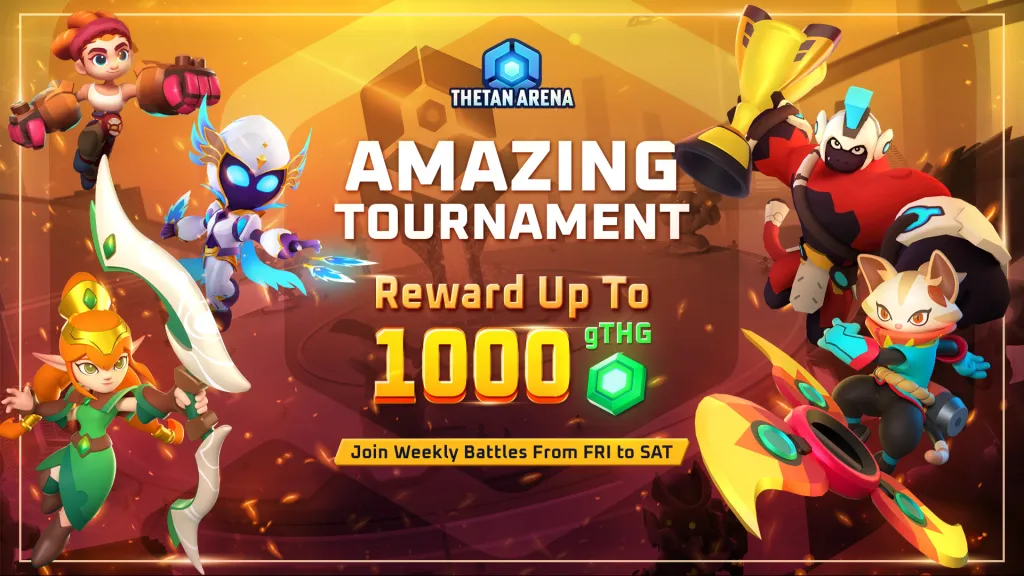 THETAN ARENA
AMAZING
TOURNAMENT
Reward Up To
1000 gTHG
Join Weekly Battles From FRI to SAT